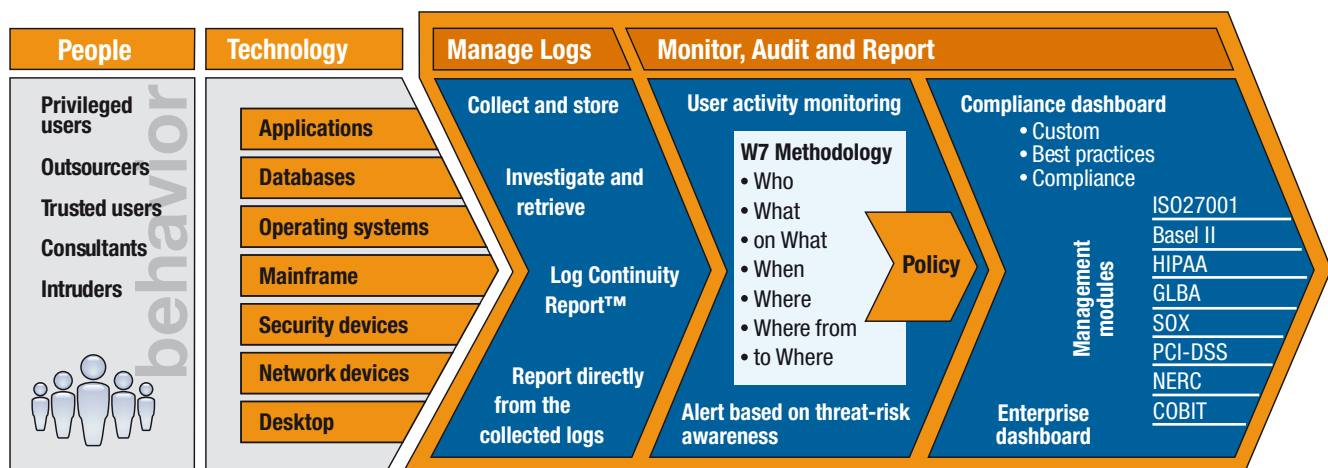 People
Privileged
users
Outsourcers
Trusted users
Consultants
Intruders
behavior
Technology
Applications
Databases
Operating systems
Mainframe
Security devices
Network devices
Desktop
Manage Logs
Collect and store
Investigate and
retrieve
Log Continuity
Report™
Report directly
from the
collected logs
Monitor, Audit and Report
User activity monitoring
W7 Methodology
• Who
• What
• on What
• When
• Where
• Where from
• to Where
Policy
Alert based on threat-risk
awareness
Compliance dashboard
• Custom
• Best practices
• Compliance
Management
modules
ISO27001
Basel II
HIPAA
GLBA
SOX
PCI-DSS
NERC
COBIT
Enterprise
dashboard